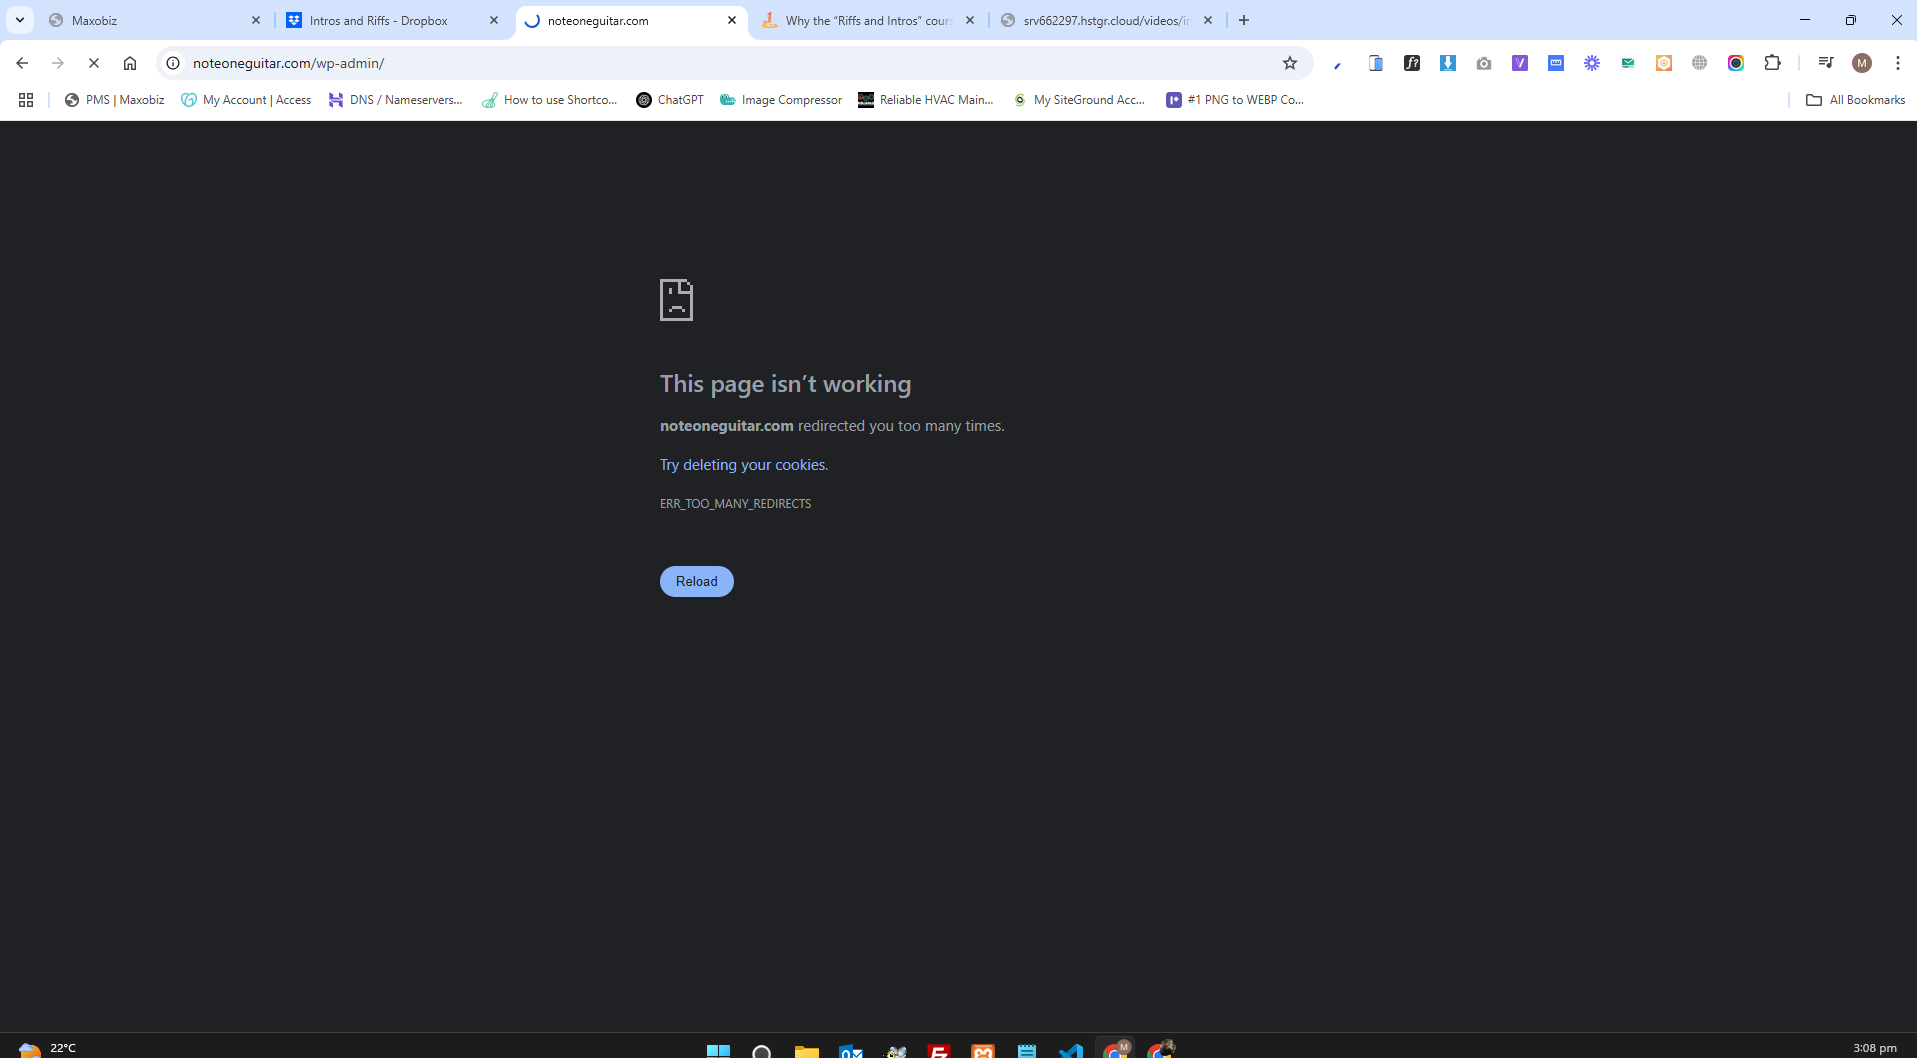 Maxobiz
Intros and Riffs - Dropbox
noteoneguitar.com
Why the “Riffs and Intros” cours
srv662297.hstgr.cloud/videos/in
noteoneguitar.com/wp-admin/
M
PMS | Maxobiz
My Account | Access
DNS / Nameservers...
How to use Shortco...
ChatGPT
Image Compressor
Reliable HVAC Main...
My SiteGround Acc...
#1 PNG to WEBP Co...
All Bookmarks
This page isn’t working
noteoneguitar.com redirected you too many times.
Try deleting your cookies.
ERR_TOO_MANY_REDIRECTS
Reload
22°C
3:08 pm